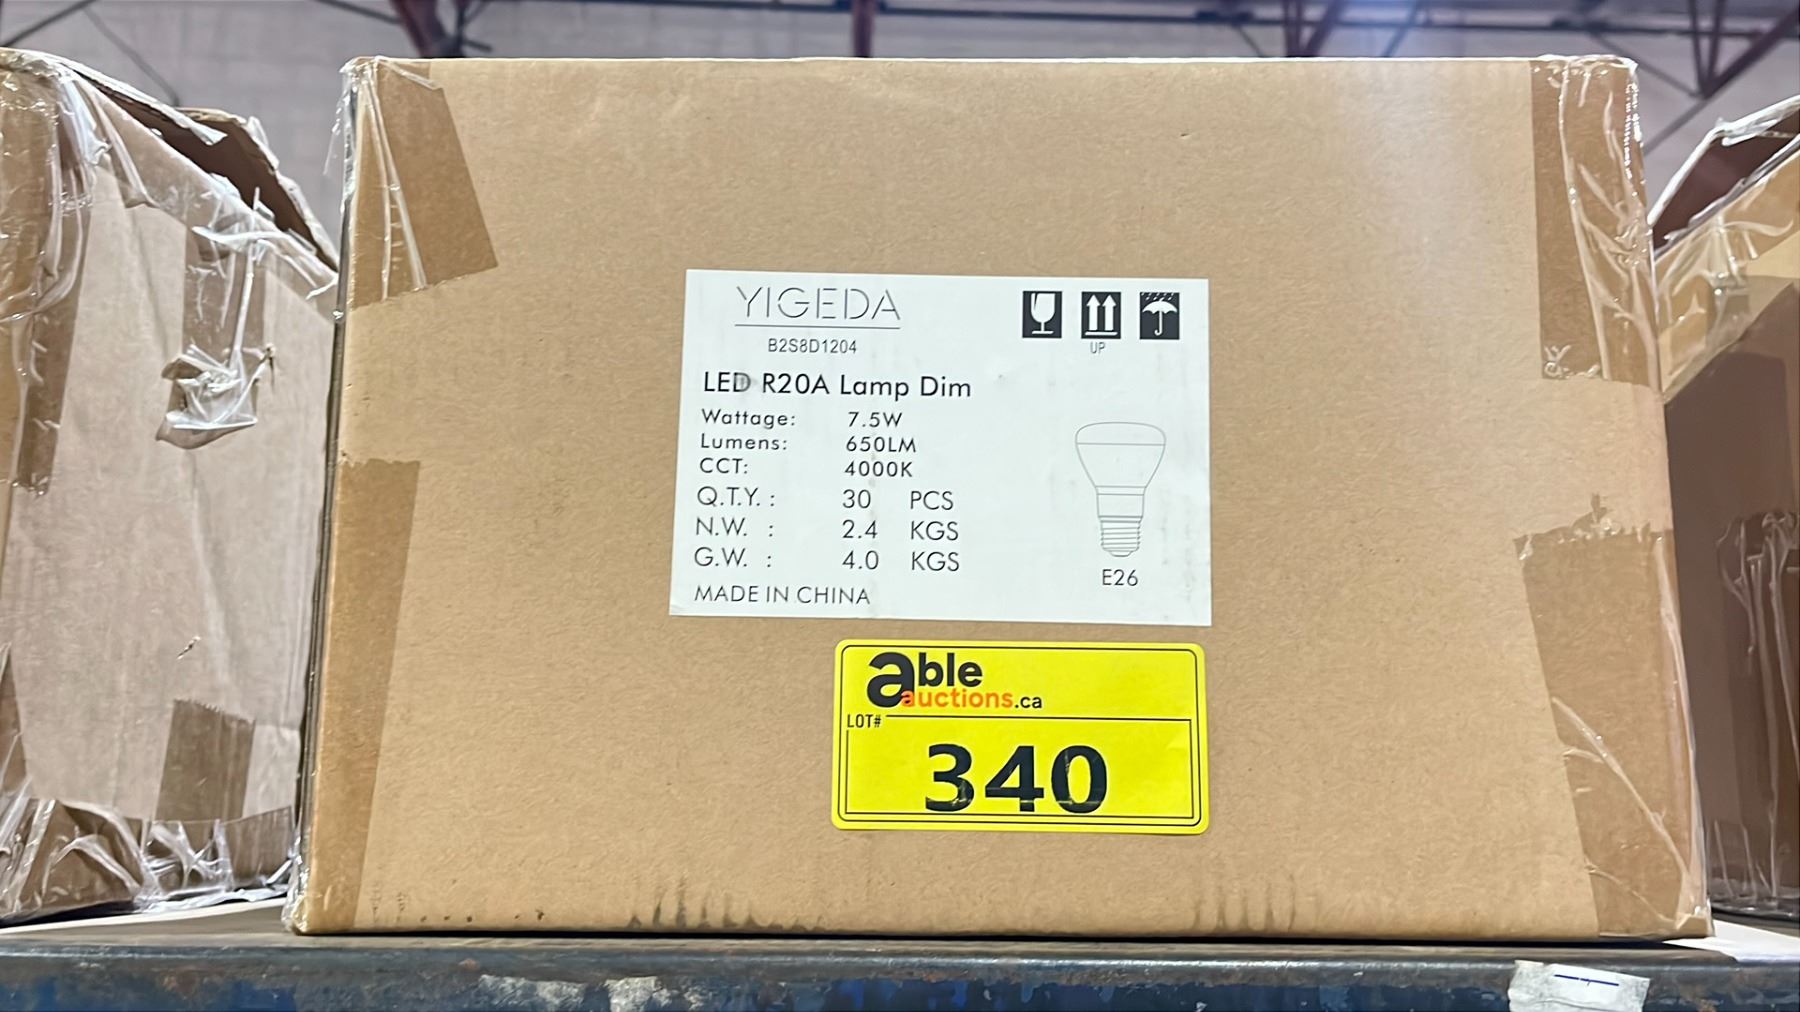 YIGEDA
B2S8D1204
UP
LED R20A Lamp Dim
Wattage: 7.5W
Lumens: 650LM
CCT: 4000K
Q.T.Y. : 30 PCS
N.W. : 2.4 KGS
G.W. : 4.0 KGS
MADE IN CHINA
E26
able
auctions.ca
LOT#
340